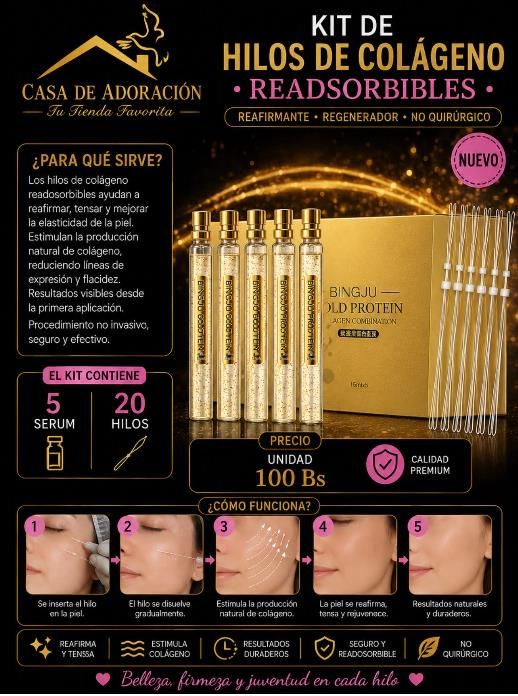 CASA DE ADORACIÓN
Tu Tienda Favorita
KIT DE
HILOS DE COLÁGENO
• READSORBIBLES •
REAFIRMANTE • REGENERADOR • NO QUIRÚRGICO
NUEVO
¿PARA QUÉ SIRVE?
Los hilos de colágeno
readosorbibles ayudan a
reafirmar, tensar y mejorar
la elasticidad de la piel.
Estimulan la producción
natural de colágeno,
reduciendo líneas de
expresión y flacidez.
Resultados visibles desde
la primera aplicación.
Procedimiento no invasivo,
seguro y efectivo.
BINGJU
OLD PROTEIN
AGEN COMBINATION
EL KIT CONTIENE
5
SERUM
20
HILOS
PRECIO
UNIDAD
100 Bs
CALIDAD
PREMIUM
¿CÓMO FUNCIONA?
1
Se inserta el hilo
en la piel.
2
El hilo se disuelve
gradualmente.
3
Estimula la producción
natural de colágeno.
4
La piel se reafirma,
tensa y rejuvenece.
5
Resultados naturales
y duraderos.
REAFIRMA
Y TENSSA
ESTIMULA
COLÁGENO
RESULTADOS
DURADEROS
SEGURO Y
READOSORBIBLE
NO
QUIRÚRGICO
Belleza, firmeza y juventud en cada hilo